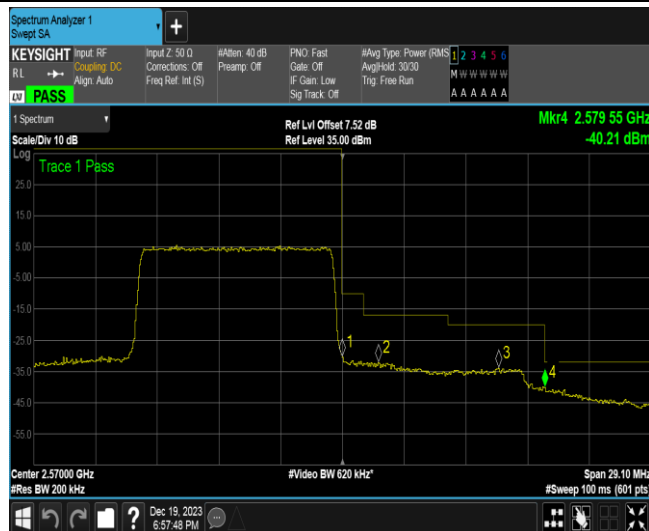 Spectrum Analyzer 1
Swept SA
KEYSIGHT
RL
LXI PASS
Input: RF
Coupling: DC
Align: Auto
Input Z: 50 Ω
Corrections: Off
Freq Ref: Int (S)
#Atten: 40 dB
Preamp: Off
PNO: Fast
Gate: Off
IF Gain: Low
Sig Track: Off
#Avg Type: Power (RMS
Avg|Hold: 30/30
Trig: Free Run
1 2 3 4 5 6
M W W W W W
A A A A A A
1 Spectrum
Scale/Div 10 dB
Ref Lvl Offset 7.52 dB
Ref Level 35.00 dBm
Mkr4 2.579 55 GHz
-40.21 dBm
Log
Trace 1 Pass
25.0
15.0
5.00
-5.00
-15.0
-25.0
-35.0
-45.0
-55.0
1
2
3
4
Center 2.57000 GHz
#Res BW 200 kHz
#Video BW 620 kHz*
Span 29.10 MHz
#Sweep 100 ms (601 pts)
Dec 19, 2023
6:57:48 PM